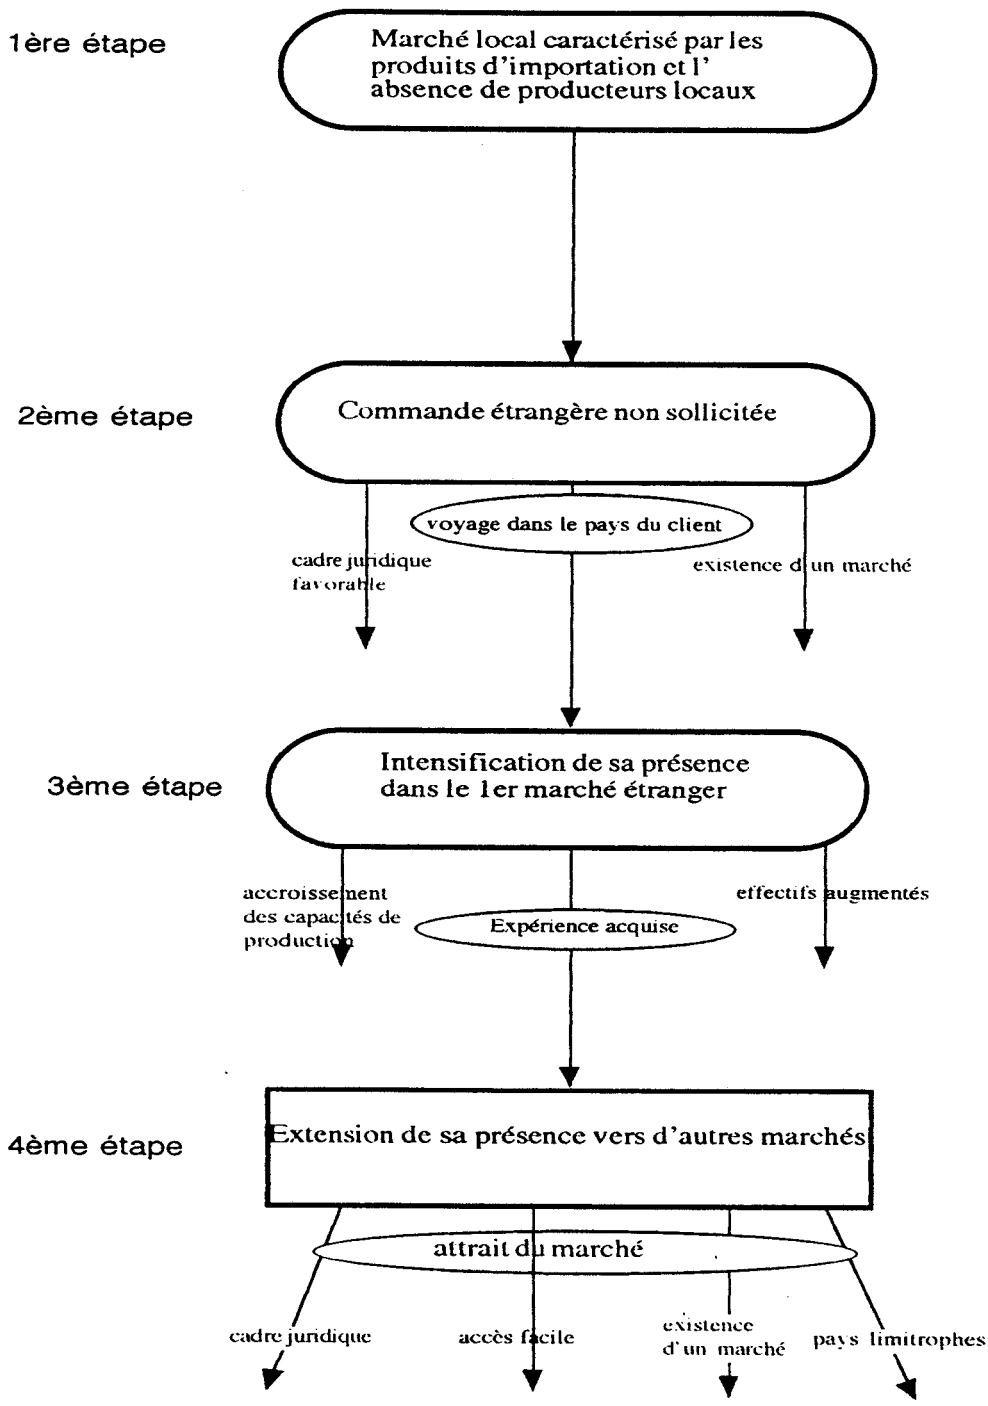 1ère étape
Marché local caractérisé par les
produits d'importation et l'
absence de producteurs locaux
2ème étape
Commande étrangère non sollicitée
voyage dans le pays du client
cadre juridique
favorable
existence d'un marché
3ème étape
Intensification de sa présence
dans le 1er marché étranger
accroissement
des capacités de
production
effectifs augmentés
Expérience acquise
4ème étape
Extension de sa présence vers d'autres marchés
attrait du marché
cadre juridique
accès facile
existence
d'un marché
pays limitrophes